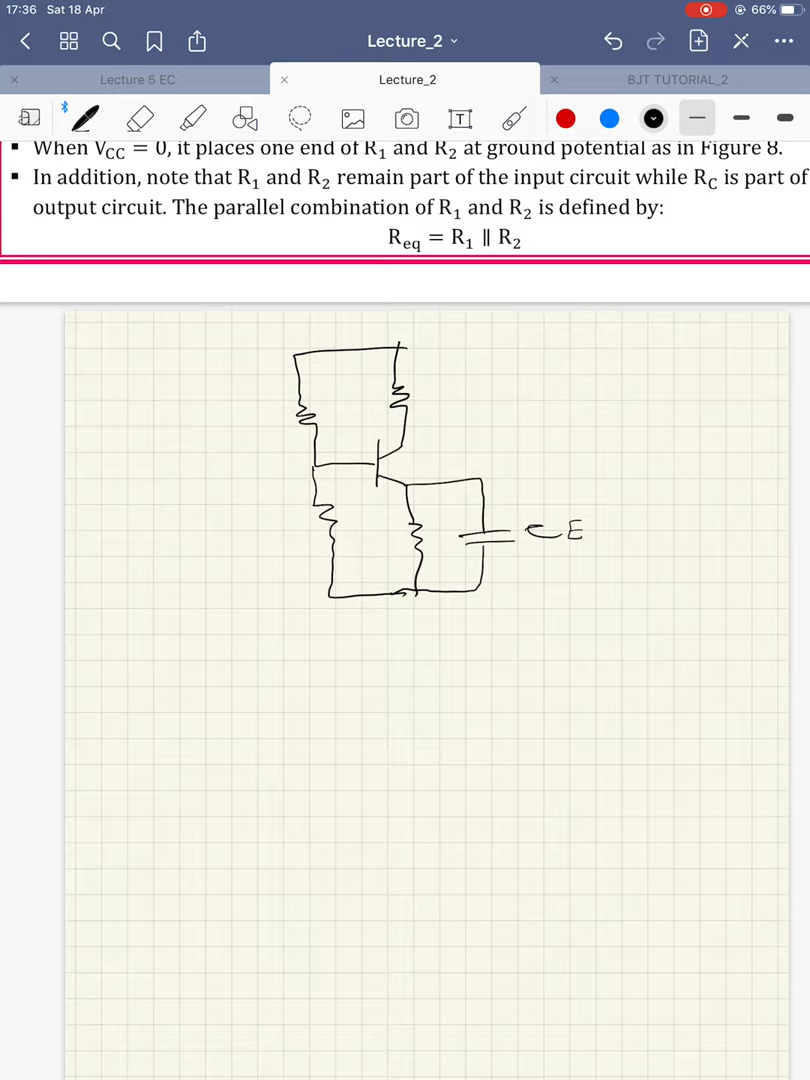 17:36 Sat 18 Apr
66%
Lecture_2
Lecture 5 EC
Lecture_2
BJT TUTORIAL_2
T
▪ When V_CC = 0, it places one end of R₁ and R₂ at ground potential as in Figure 8.
▪ In addition, note that R₁ and R₂ remain part of the input circuit while R_C is part of
output circuit. The parallel combination of R₁ and R₂ is defined by:
R_eq = R₁ ∥ R₂
CE